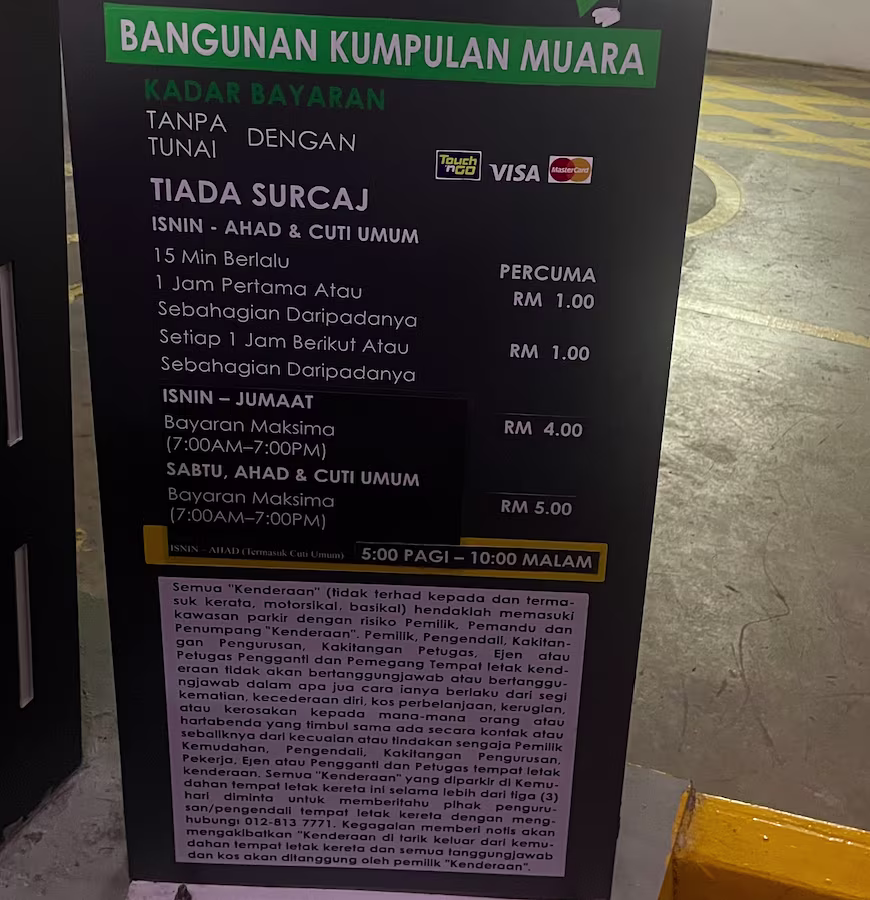 BANGUNAN KUMPULAN MUARA
KADAR BAYARAN
TANPA DENGAN
TUNAI
Touch 'n GO VISA MasterCard
TIADA SURCAJ
ISNIN - AHAD & CUTI UMUM
15 Min Berlalu PERCUMA
1 Jam Pertama Atau RM 1.00
Sebahagian Daripadanya
Setiap 1 Jam Berikut Atau RM 1.00
Sebahagian Daripadanya
ISNIN – JUMAAT
Bayaran Maksima RM 4.00
(7:00AM–7:00PM)
SABTU, AHAD & CUTI UMUM
Bayaran Maksima RM 5.00
(7:00AM–7:00PM)
ISNIN – AHAD (Termasuk Cuti Umum) 5:00 PAGI – 10:00 MALAM
Semua "Kenderaan" (tidak terhad kepada dan terma-
suk kerata, motorsikal, basikal) hendaklah memasuki
kawasan parkir dengan risiko Pemilik, Pemandu dan
Penumpang "Kenderaan". Pemilik, Pengendali, Kakitan-
gan Pengurusan, Kakitangan Petugas, Ejen atau
Petugas Pengganti dan Pemegang Tempat letak kend-
eraan tidak akan bertanggungjawab atau bertanggu-
ngjawab dalam apa jua cara ianya berlaku dari segi
kematian, kecederaan diri, kos perbelanjaan, kerugian,
atau kerosakan kepada mana-mana orang atau
hartabenda yang timbul sama ada secara kontak atau
sebaliknya dari kecuaian atau tindakan sengaja Pemilik
Kemudahan, Pengendali, Kakitangan Pengurusan,
Pekerja, Ejen atau Pengganti dan Petugas tempat letak
kenderaan. Semua "Kenderaan" yang diparkir di Kemu-
dahan tempat letak kereta ini selama lebih dari tiga (3)
hari diminta untuk memberitahu pihak penguru-
san/pengendali tempat letak kereta dengan meng-
hubungi 012-813 7771. Kegagalan memberi notis akan
mengakibatkan "Kenderaan di tarik keluar dari kemu-
dahan tempat letak kereta dan semua tanggungjawab
dan kos akan ditanggung oleh pemilik "Kenderaan".